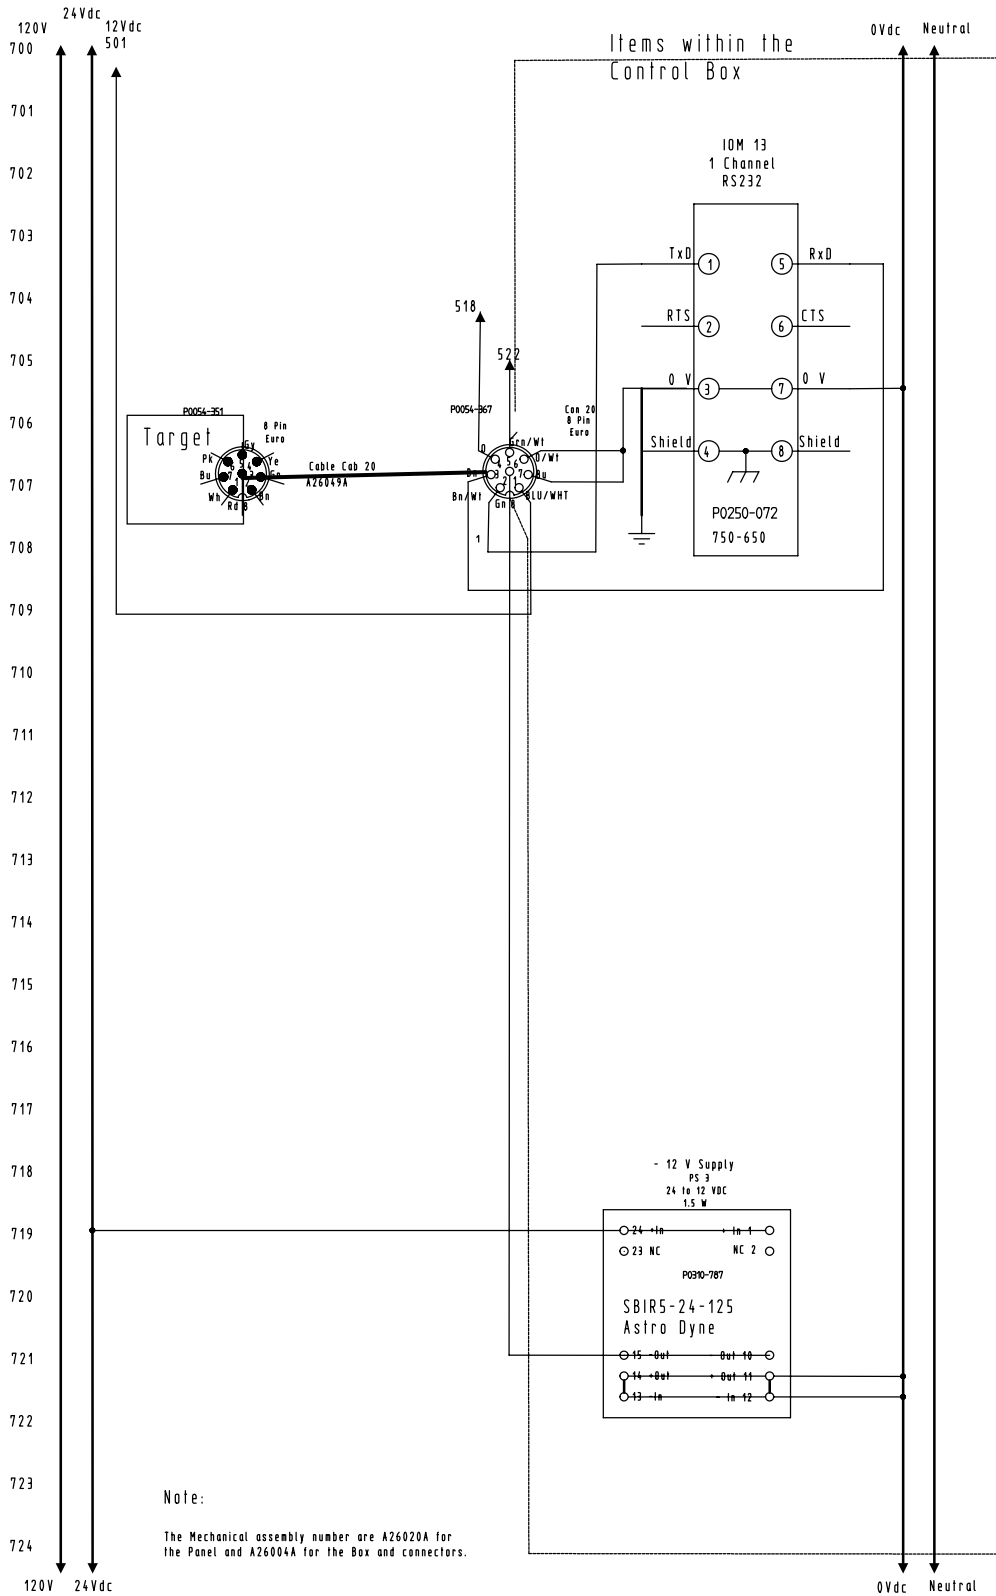 120V
24Vdc
12Vdc
501
0Vdc
Neutral
700
Items within the
Control Box
701
IOM 13
1 Channel
RS232
702
703
TxD
1
5
RxD
704
518
RTS
2
6
CTS
705
522
0 V
3
7
0 V
706
P0054-351
Target
8 Pin
Euro
Gy
Pk
Ye
Bu
Wh
Rd 8
Bn
Cable Cab 20
A26049A
P0054-367
Con 20
8 Pin
Euro
Grn/Wt
O
O/Wt
Bu
Bn/Wt
Gn 8
BLU/WHT
Shield
4
8
Shield
707
P0250-072
750-650
708
1
709
710
711
712
713
714
715
716
717
718
- 12 V Supply
PS 3
24 to 12 VDC
1.5 W
719
24 +In
+ In 1
23 NC
NC 2
P0310-787
720
SBIR5-24-125
Astro Dyne
721
15 -Out
- Out 10
14 +Out
+ Out 11
13 -In
- In 12
722
723
Note:
The Mechanical assembly number are A26020A for
the Panel and A26004A for the Box and connectors.
724
120V
24Vdc
0Vdc
Neutral